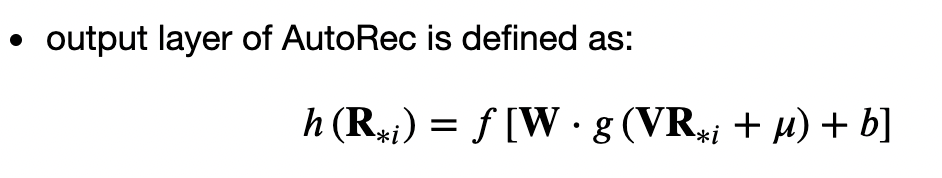 • output layer of AutoRec is defined as:
h (R∗i) = f [W · g (VR∗i + μ) + b]